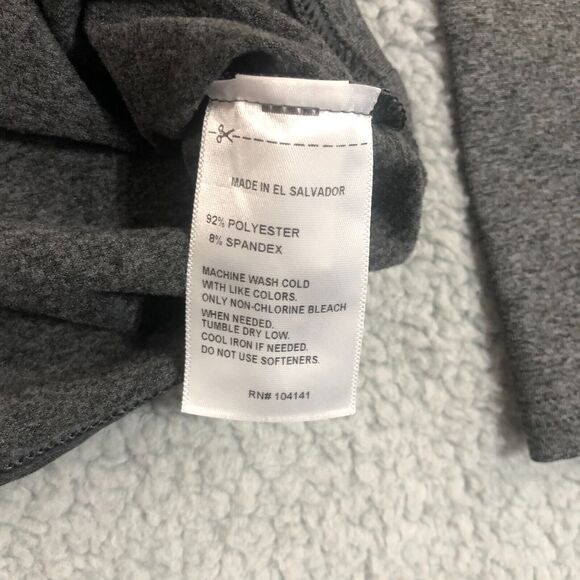 MADE IN EL SALVADOR
92% POLYESTER
8% SPANDEX
MACHINE WASH COLD
WITH LIKE COLORS.
ONLY NON-CHLORINE BLEACH
WHEN NEEDED.
TUMBLE DRY LOW.
COOL IRON IF NEEDED.
DO NOT USE SOFTENERS.
RN# 104141